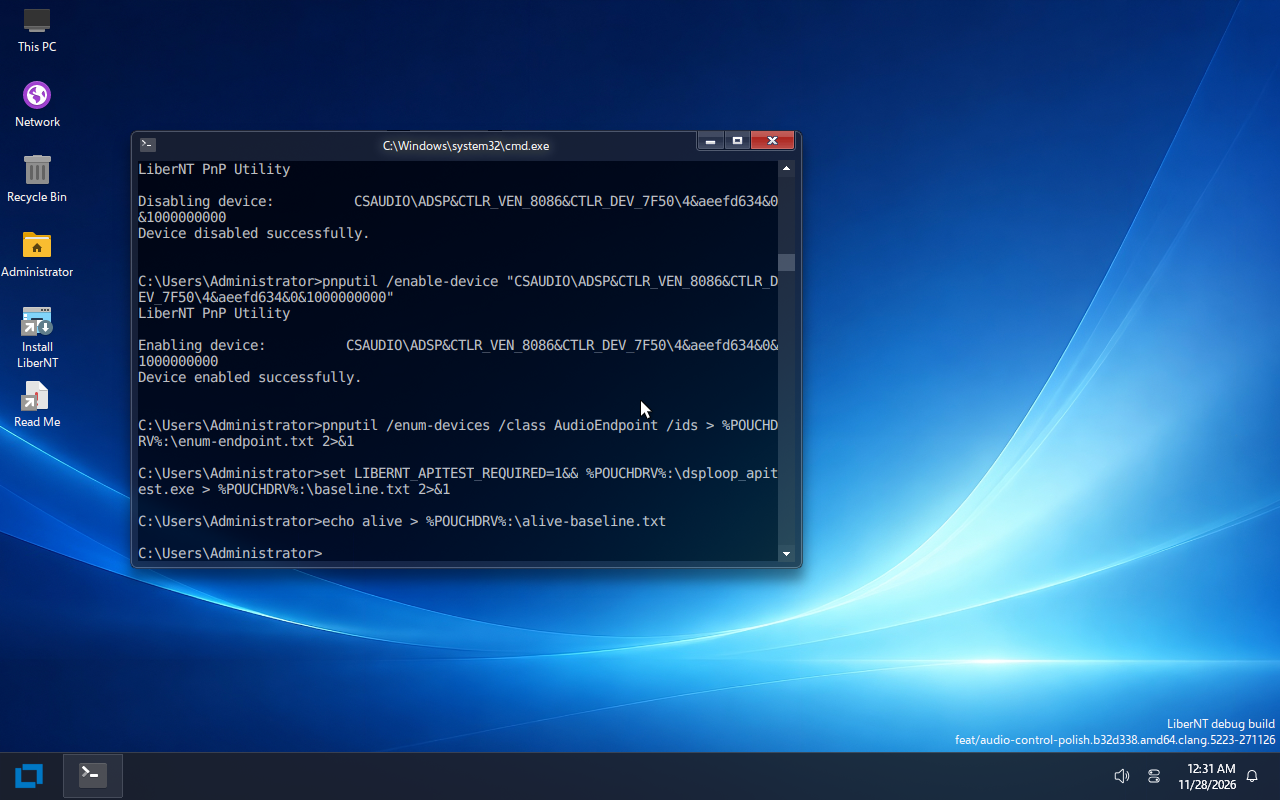 This PC
Network
Recycle Bin
Administrator
Install
LiberNT
Read Me
C:\Windows\system32\cmd.exe
LiberNT PnP Utility
Disabling device:          CSAUDIO\ADSP&CTLR_VEN_8086&CTLR_DEV_7F50\4&aeefd634&0
&1000000000
Device disabled successfully.
C:\Users\Administrator>pnputil /enable-device "CSAUDIO\ADSP&CTLR_VEN_8086&CTLR_D
EV_7F50\4&aeefd634&0&1000000000"
LiberNT PnP Utility
Enabling device:          CSAUDIO\ADSP&CTLR_VEN_8086&CTLR_DEV_7F50\4&aeefd634&0&
1000000000
Device enabled successfully.
C:\Users\Administrator>pnputil /enum-devices /class AudioEndpoint /ids > %POUCHD
RV%:\enum-endpoint.txt 2>&1
C:\Users\Administrator>set LIBERNT_APITEST_REQUIRED=1&& %POUCHDRV%:\dsploop_apit
est.exe > %POUCHDRV%:\baseline.txt 2>&1
C:\Users\Administrator>echo alive > %POUCHDRV%:\alive-baseline.txt
C:\Users\Administrator>
LiberNT debug build
feat/audio-control-polish.b32d338.amd64.clang.5223-271126
12:31 AM
11/28/2026